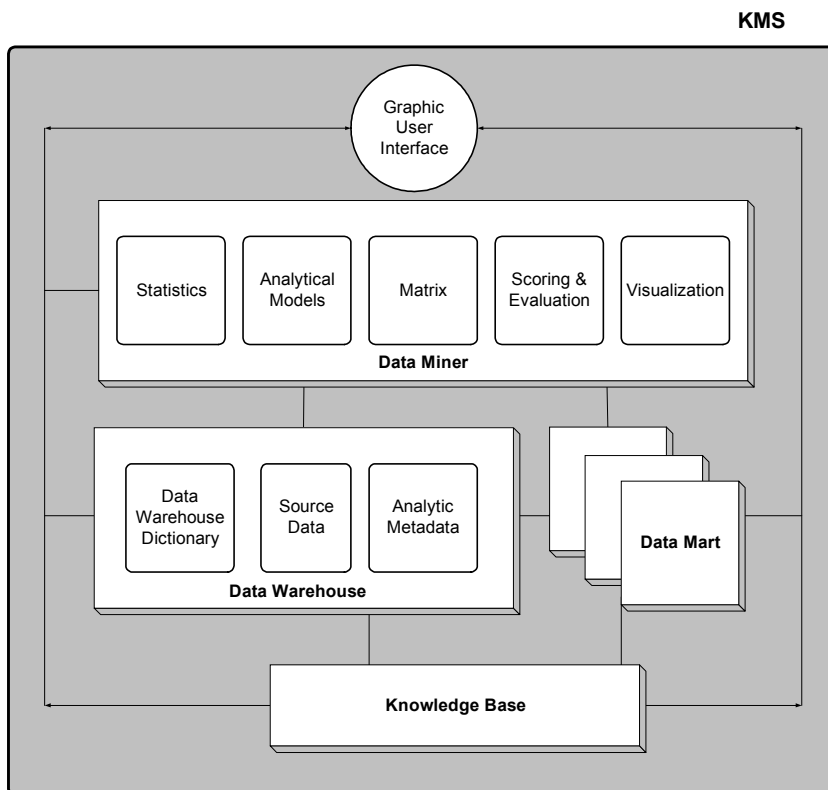 KMS
Graphic
User
Interface
Statistics
Analytical
Models
Matrix
Scoring &
Evaluation
Visualization
Data Miner
Data
Warehouse
Dictionary
Source
Data
Analytic
Metadata
Data Warehouse
Data Mart
Knowledge Base